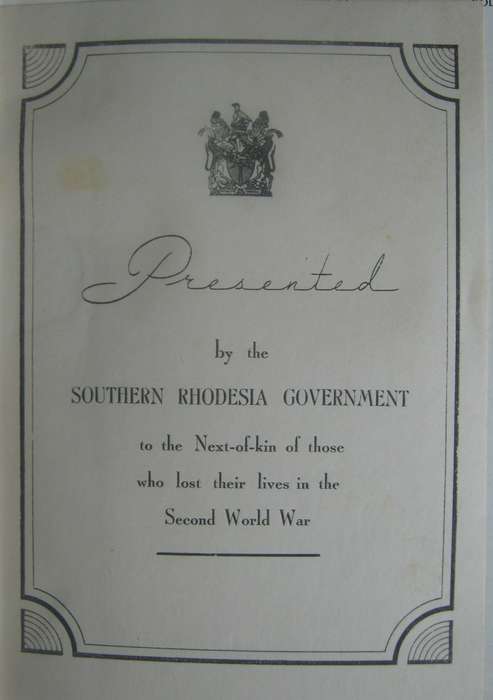 Presented
by the
SOUTHERN RHODESIA GOVERNMENT
to the Next-of-kin of those
who lost their lives in the
Second World War